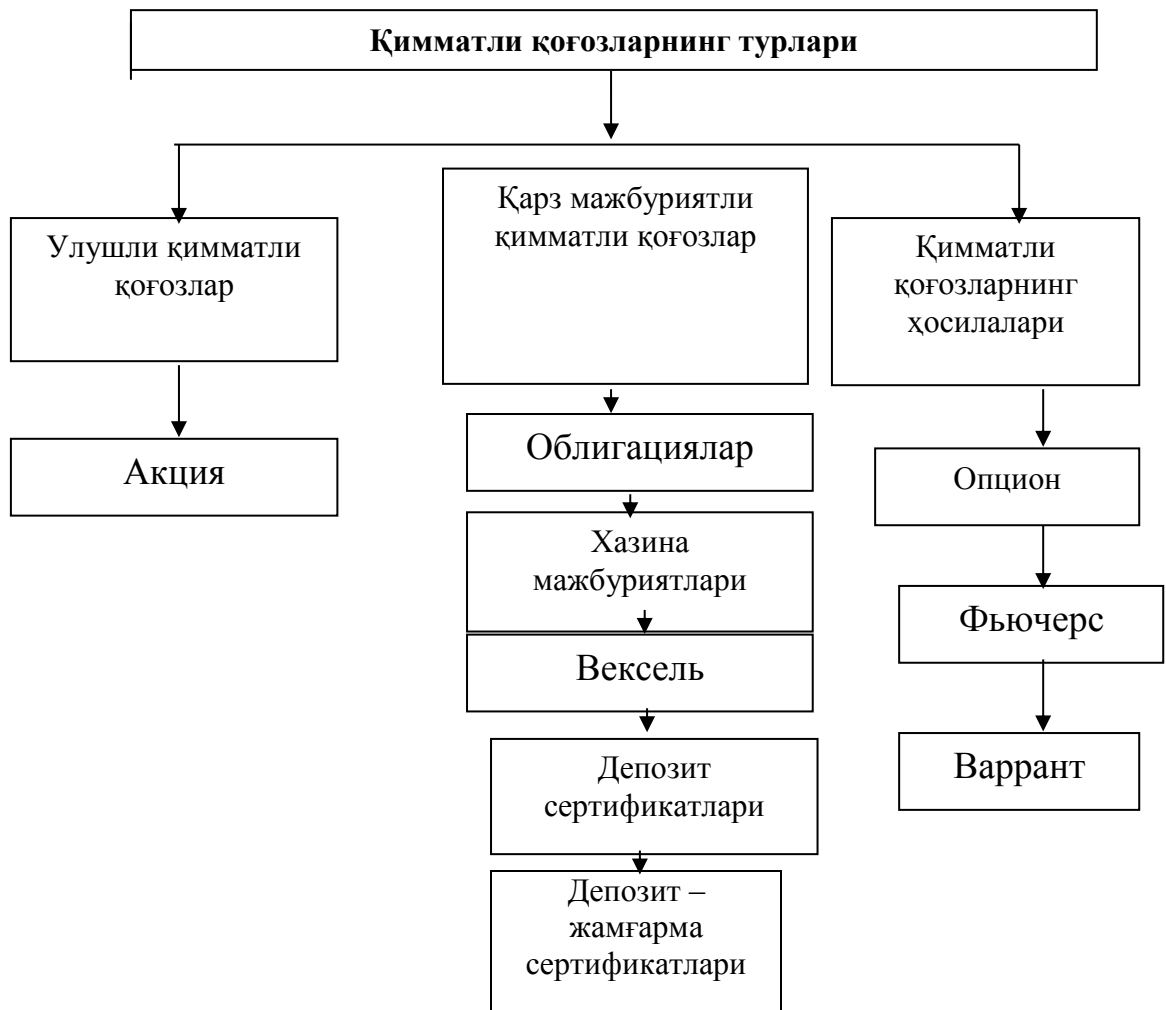 Қимматли қоғозларнинг турлари
Улушли қимматли
қоғозлар
Акция
Қарз мажбуриятли
қимматли қоғозлар
Облигациялар
Хазина
мажбуриятлари
Вексель
Депозит
сертификатлари
Депозит –
жамғарма
сертификатлари
Қимматли
қоғозларнинг
ҳосилалари
Опцион
Фьючерс
Варрант